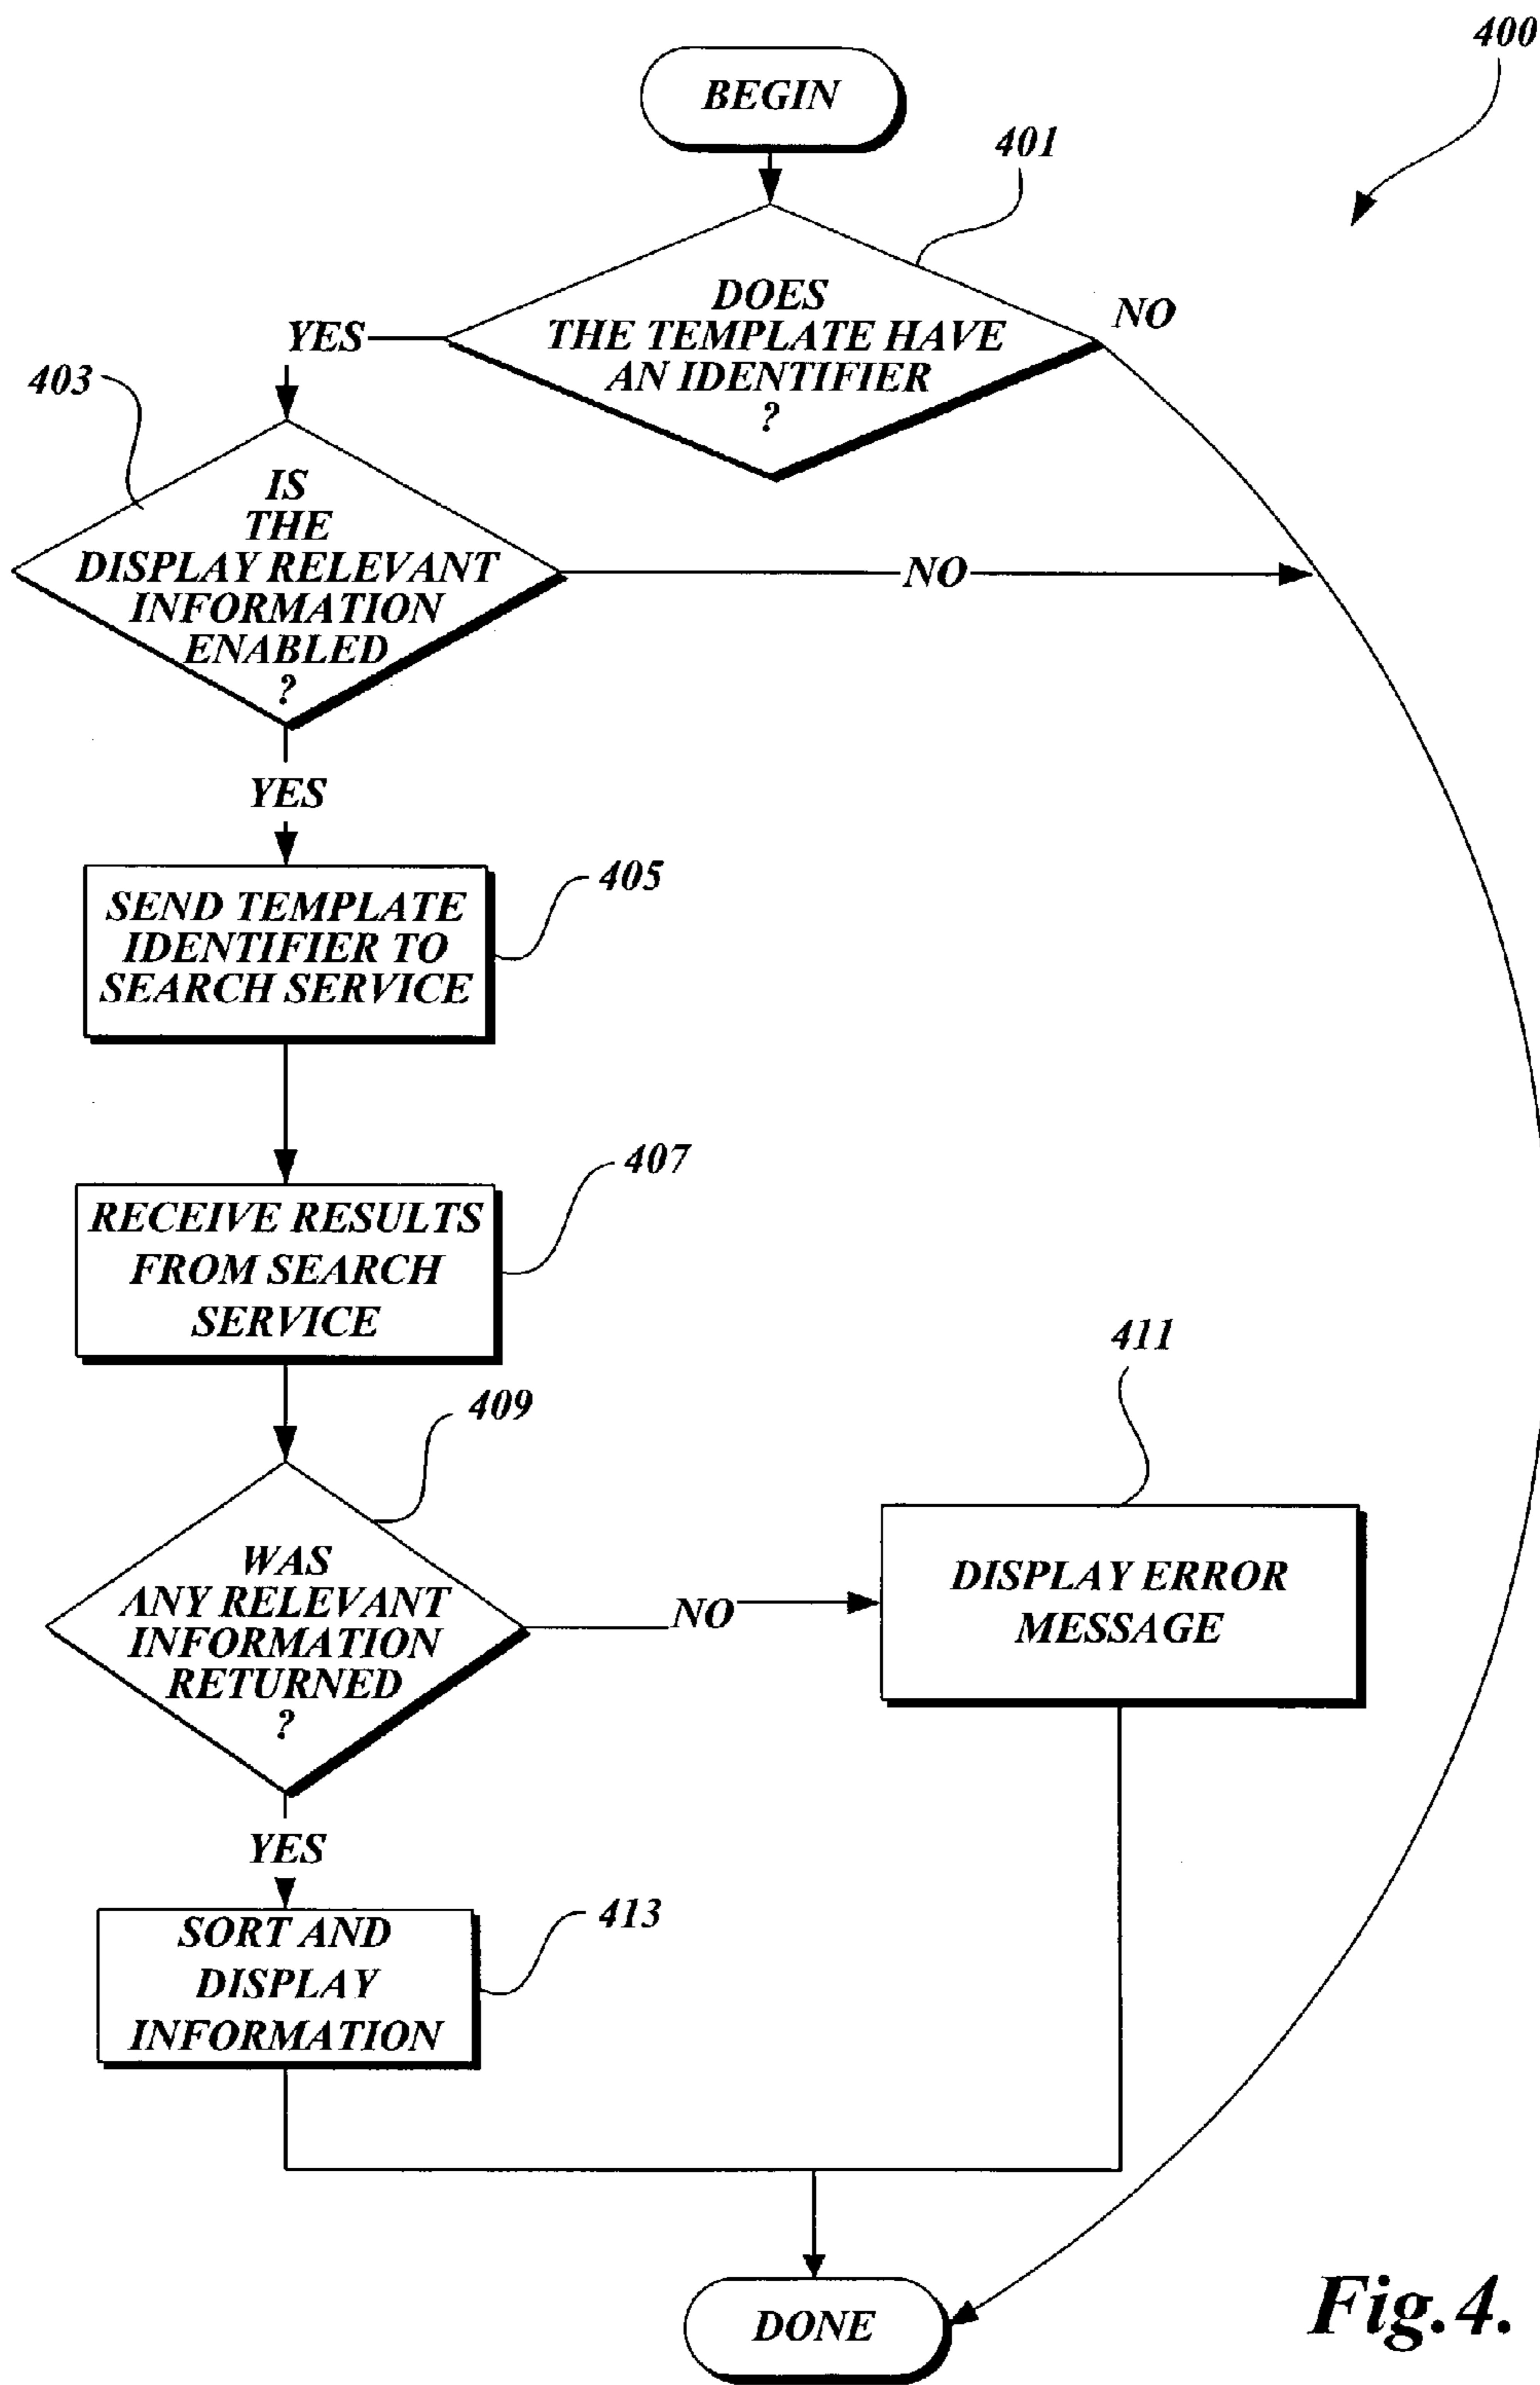 400
BEGIN
401
DOES
THE TEMPLATE HAVE
AN IDENTIFIER
?
NO
YES
403
IS
THE
DISPLAY RELEVANT
INFORMATION
ENABLED
?
NO
YES
405
SEND TEMPLATE
IDENTIFIER TO
SEARCH SERVICE
407
RECEIVE RESULTS
FROM SEARCH
SERVICE
409
WAS
ANY RELEVANT
INFORMATION
RETURNED
?
NO
411
DISPLAY ERROR
MESSAGE
YES
413
SORT AND
DISPLAY
INFORMATION
DONE
Fig.4.